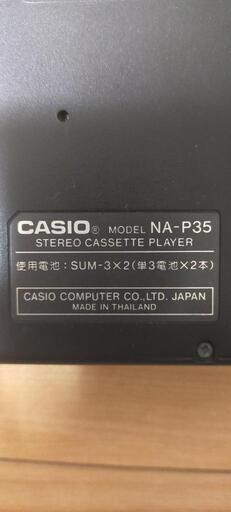 CASIO® MODEL NA-P35
STEREO CASSETTE PLAYER
使用電池：SUM-3×2(単3電池×2本)
CASIO COMPUTER CO.,LTD. JAPAN
MADE IN THAILAND